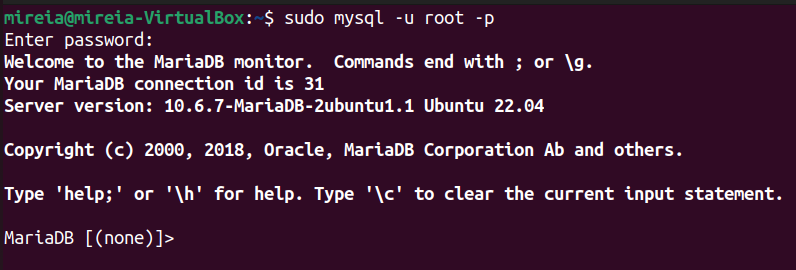 mireia@mireia-VirtualBox:~$ sudo mysql -u root -p
Enter password:
Welcome to the MariaDB monitor.  Commands end with ; or \g.
Your MariaDB connection id is 31
Server version: 10.6.7-MariaDB-2ubuntu1.1 Ubuntu 22.04
Copyright (c) 2000, 2018, Oracle, MariaDB Corporation Ab and others.
Type 'help;' or '\h' for help. Type '\c' to clear the current input statement.
MariaDB [(none)]>